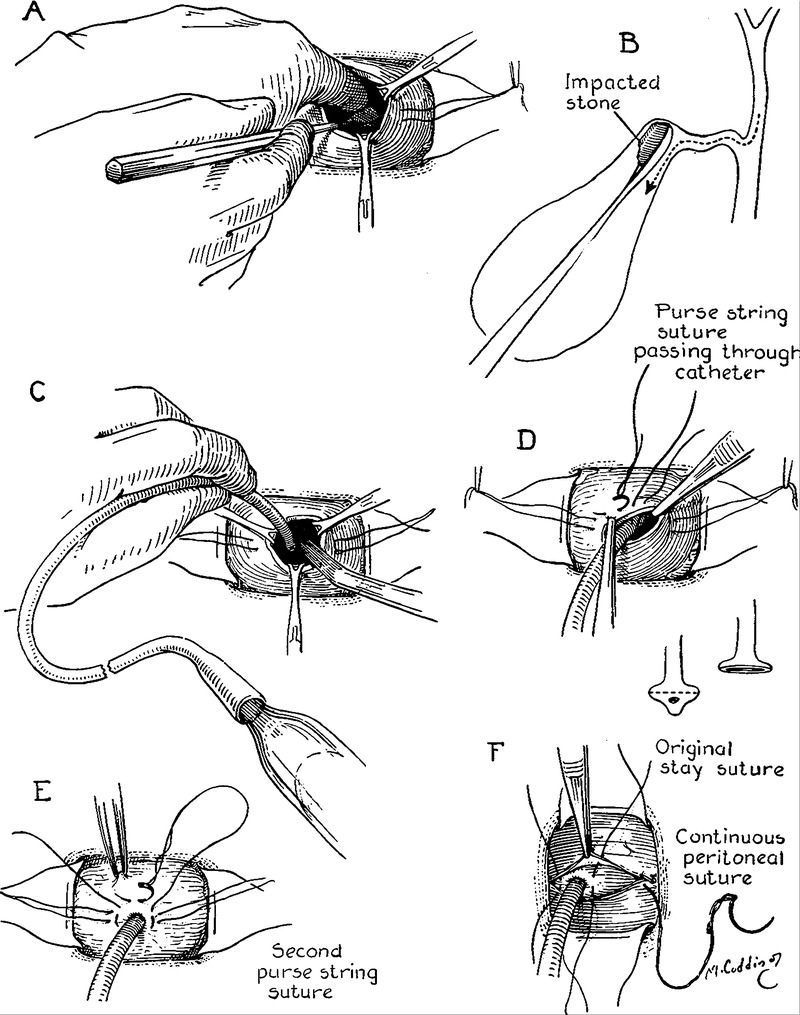 A
B
Impacted
stone
Purse string
suture
passing through
catheter
C
D
E
Second
purse string
suture
F
Original
stay suture
Continuous
peritoneal
suture